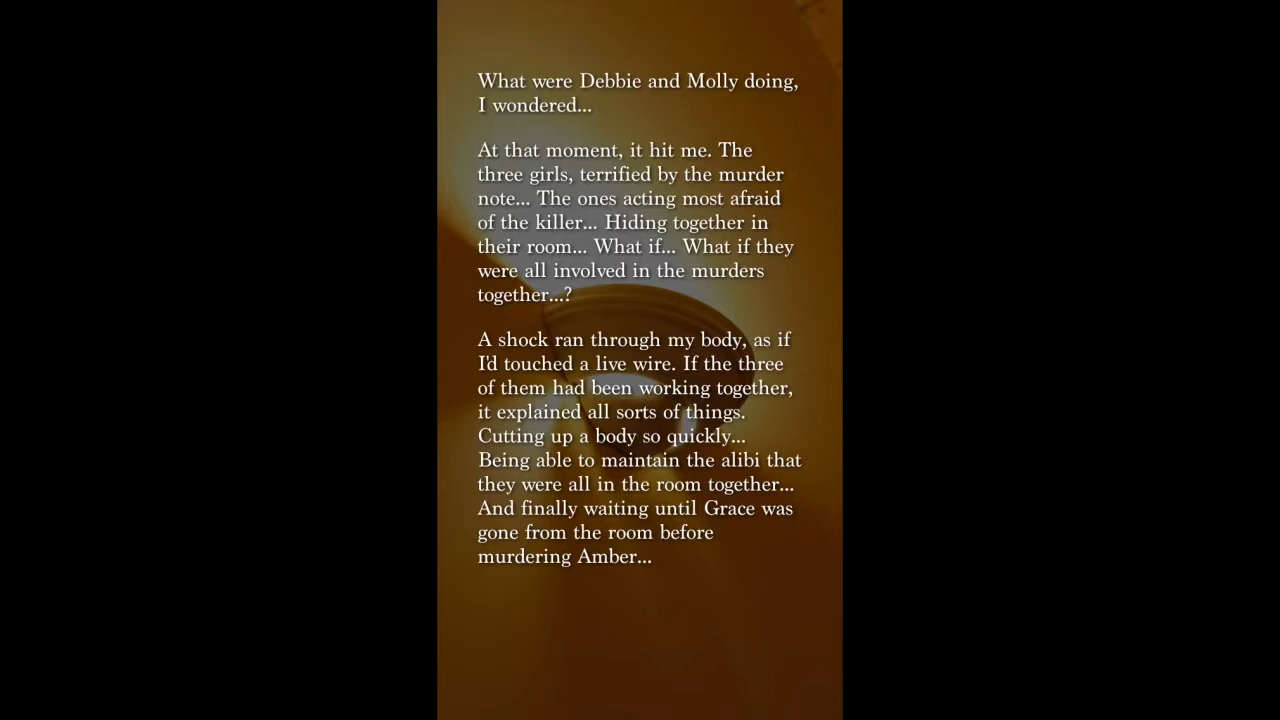 What were Debbie and Molly doing,
I wondered...
At that moment, it hit me. The
three girls, terrified by the murder
note... The ones acting most afraid
of the killer... Hiding together in
their room... What if... What if they
were all involved in the murders
together...?
A shock ran through my body, as if
I'd touched a live wire. If the three
of them had been working together,
it explained all sorts of things.
Cutting up a body so quickly...
Being able to maintain the alibi that
they were all in the room together...
And finally waiting until Grace was
gone from the room before
murdering Amber...